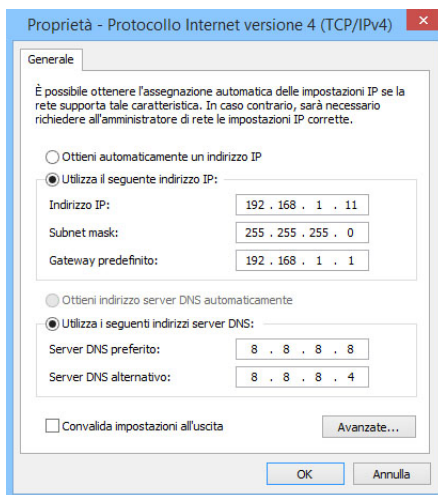 Proprietà - Protocollo Internet versione 4 (TCP/IPv4)
Generale
È possibile ottenere l'assegnazione automatica delle impostazioni IP se la
rete supporta tale caratteristica. In caso contrario, sarà necessario
richiedere all'amministratore di rete le impostazioni IP corrette.
Ottieni automaticamente un indirizzo IP
Utilizza il seguente indirizzo IP:
Indirizzo IP: 192 . 168 . 1 . 11
Subnet mask: 255 . 255 . 255 . 0
Gateway predefinito: 192 . 168 . 1 . 1
Ottieni indirizzo server DNS automaticamente
Utilizza i seguenti indirizzi server DNS:
Server DNS preferito: 8 . 8 . 8 . 8
Server DNS alternativo: 8 . 8 . 8 . 4
Convalida impostazioni all'uscita Avanzate...
OK Annulla